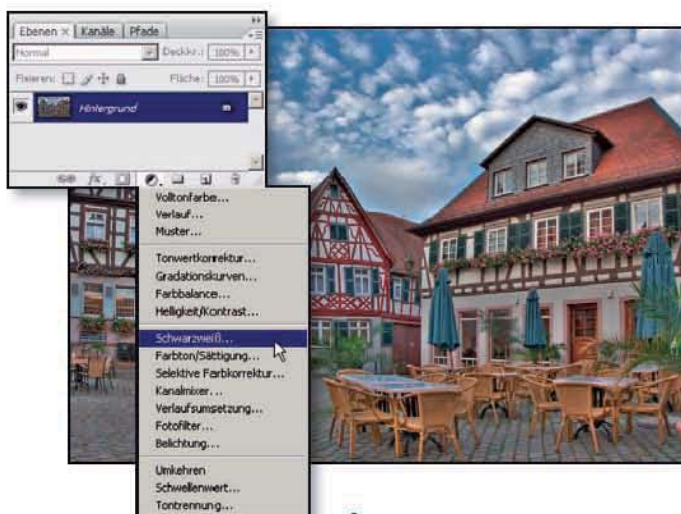 Ebenen × Kanäle Pfade
Normal Deckkr.: 100%
Fixieren: Fläche: 100%
Hintergrund
fx.
Volltonfarbe...
Verlauf...
Muster...
Tonwertkorrektur...
Gradationskurven...
Farbbalance...
Helligkeit/Kontrast...
Schwarzweiß...
Farbton/Sättigung...
Selektive Farbkorrektur...
Kanalmixer...
Verlaufsumsetzung...
Fotofilter...
Belichtung...
Umkehren
Schwellenwert...
Tontrennung...